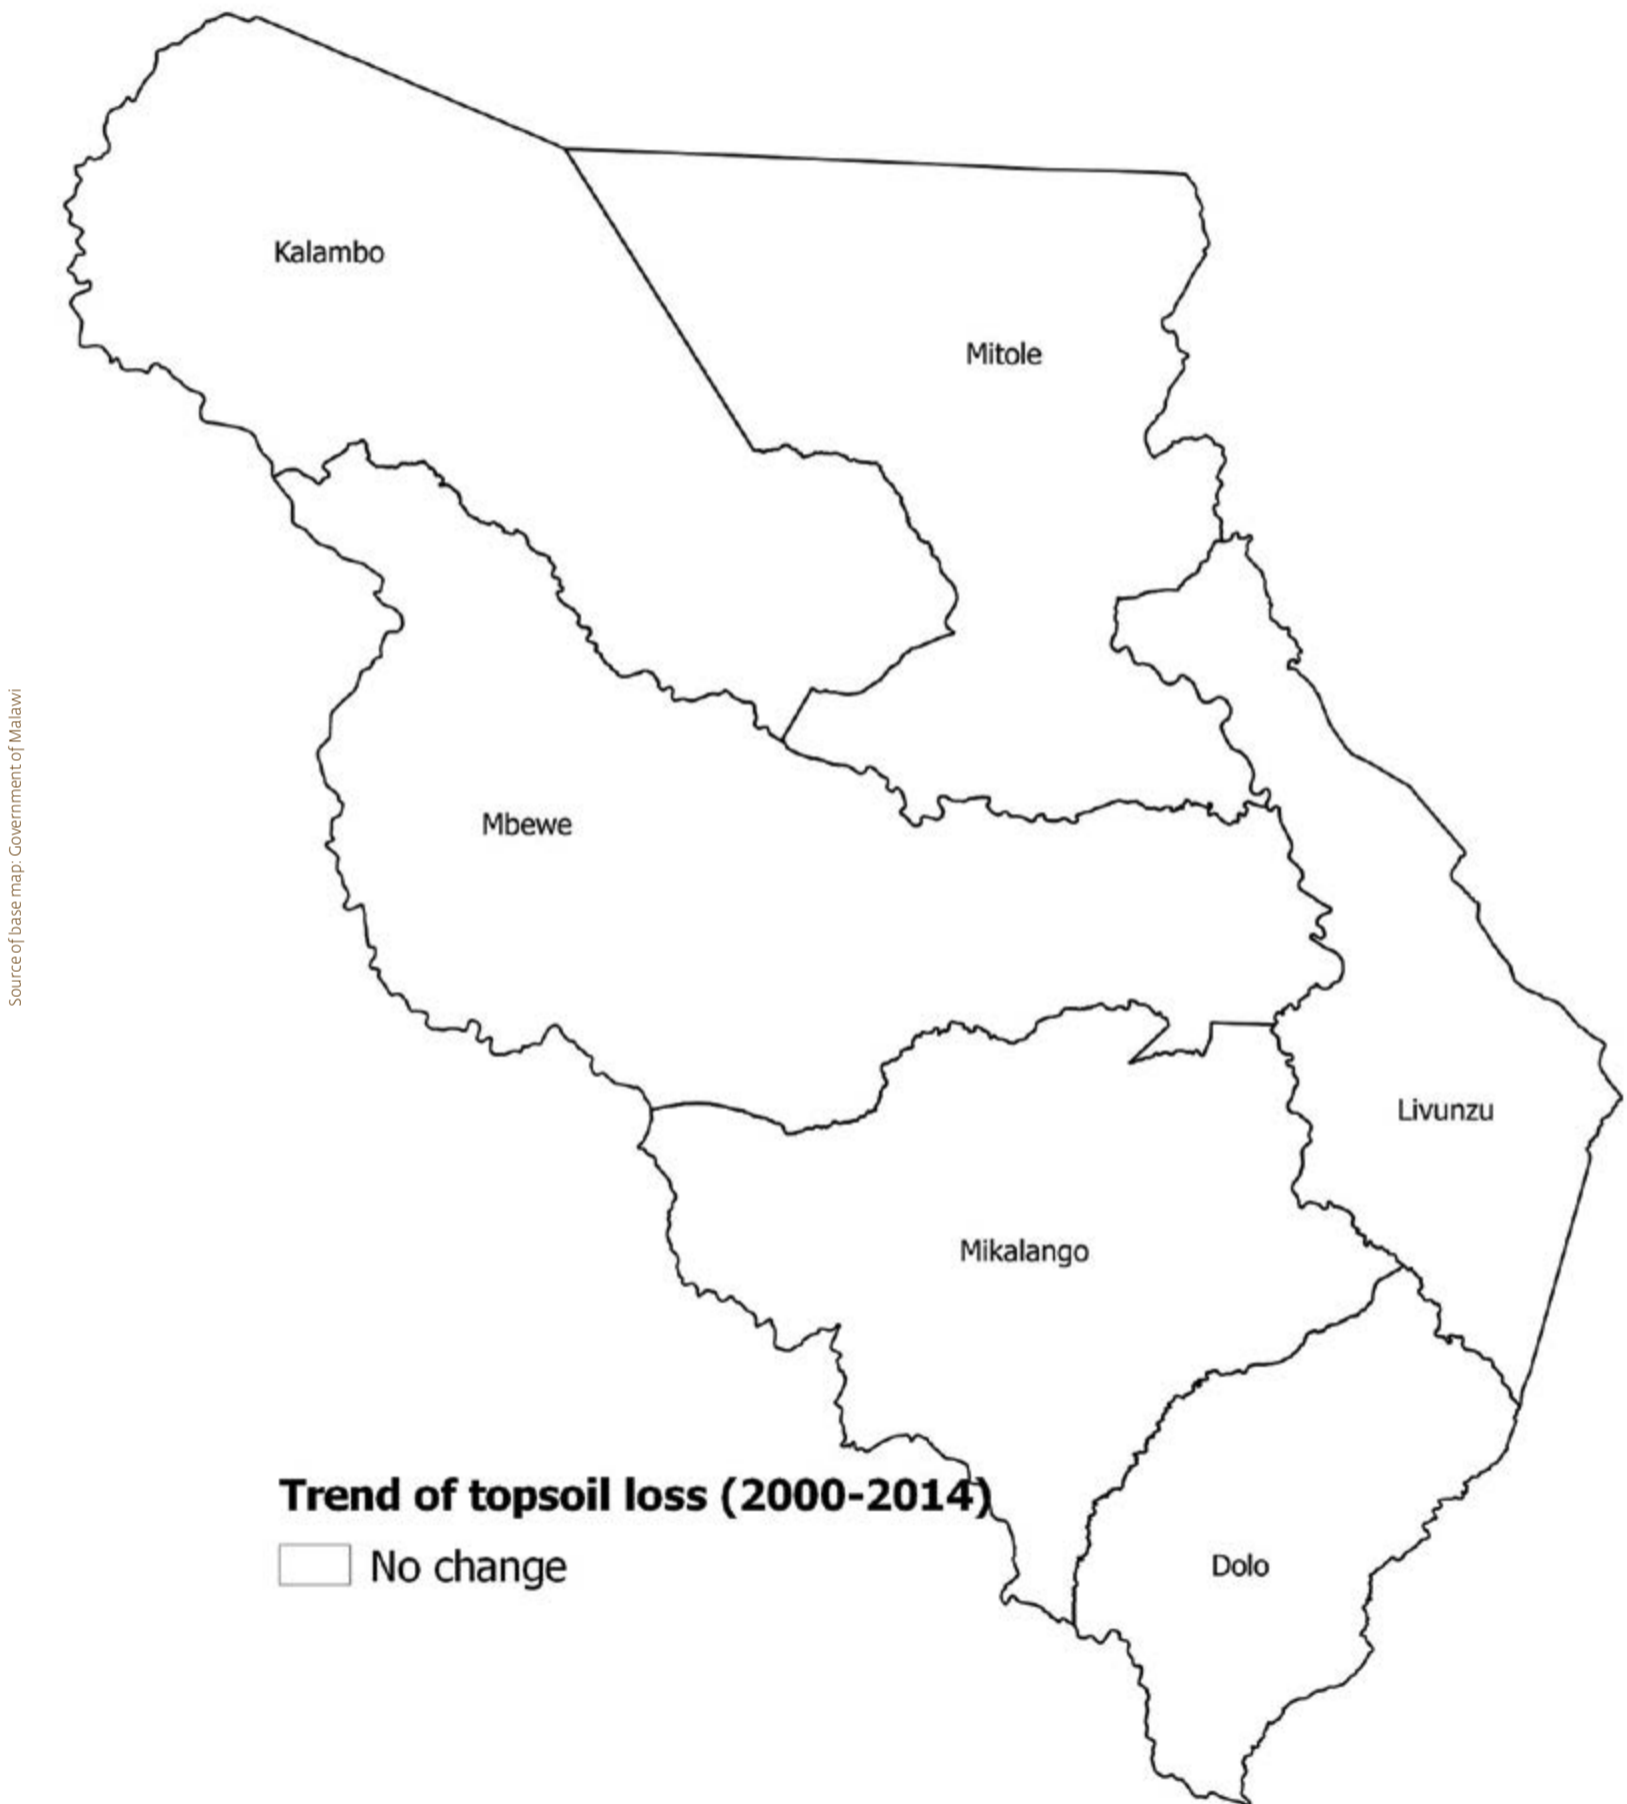 Kalambo
Mitole
Source of base map: Government of Malawi
Mbewe
Livunzu
Mikalango
Trend of topsoil loss (2000-2014)
No change
Dolo